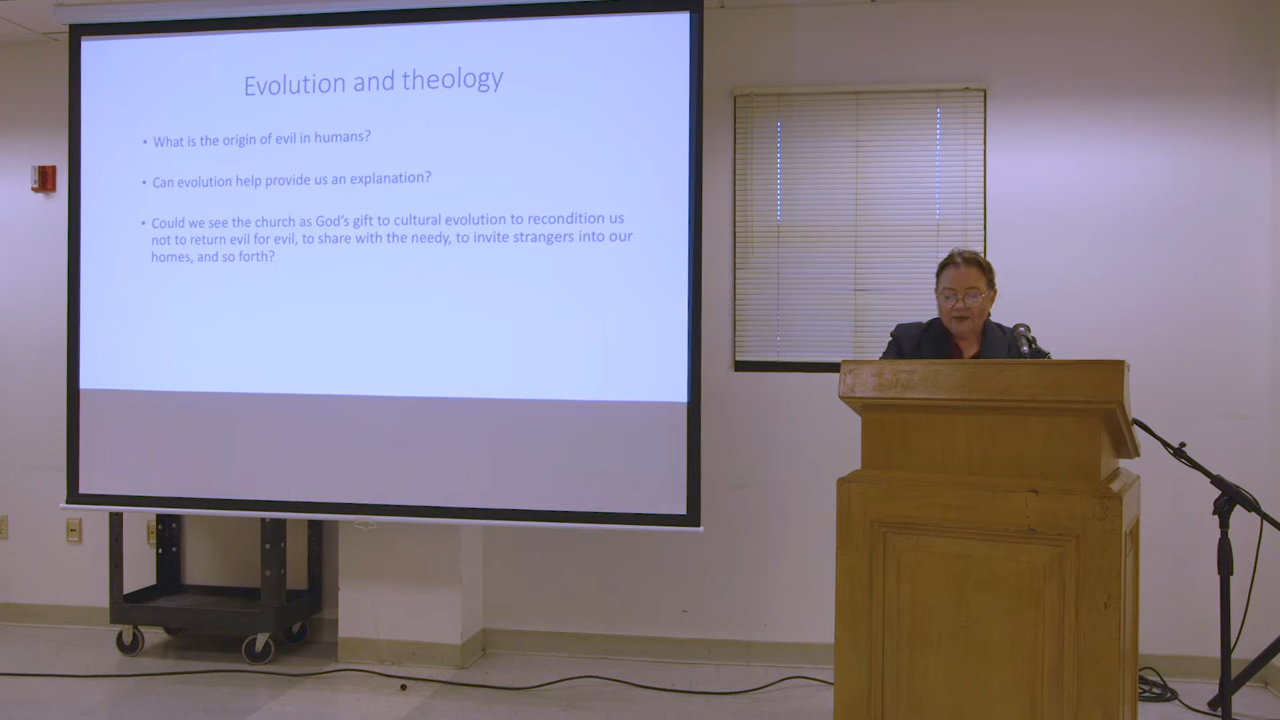 Evolution and theology
• What is the origin of evil in humans?
• Can evolution help provide us an explanation?
• Could we see the church as God's gift to cultural evolution to recondition us
not to return evil for evil, to share with the needy, to invite strangers into our
homes, and so forth?